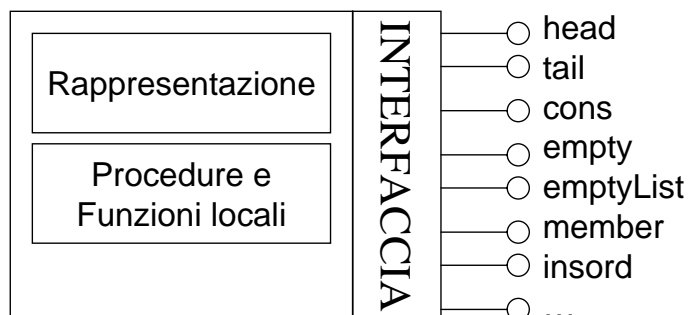 Rappresentazione
Procedure e
Funzioni locali
INTERFACCIA
head
tail
cons
empty
emptyList
member
insord
...